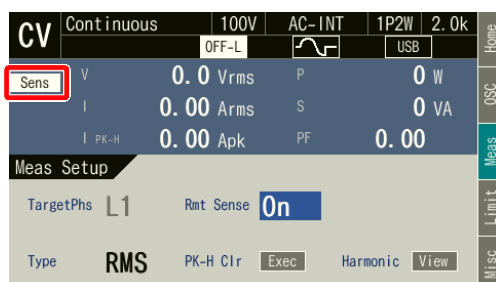 CV Continuous 100V AC-INT 1P2W 2.0k
OFF-L USB
Sens V 0.0 Vrms P 0 W
I 0.00 Arms S 0 VA
I PK-H 0.00 Apk PF 0.00
Meas Setup
TargetPhs L1 Rmt Sense On
Type RMS PK-H Clr Exec Harmonic View
Home
OSC
Meas
Limit
Misc